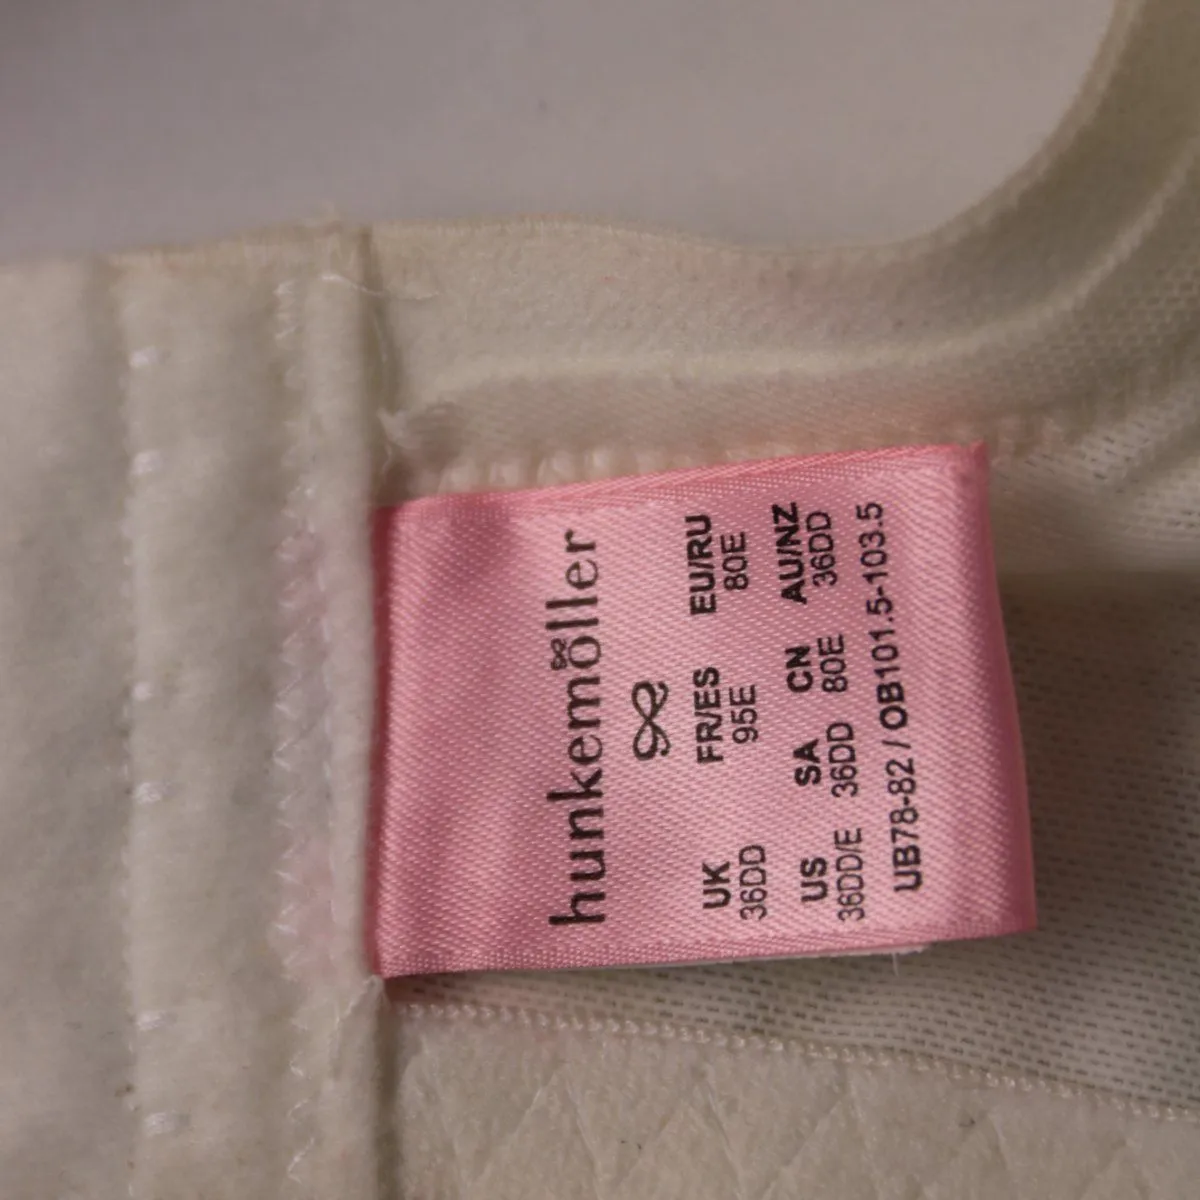 hunkemöller
UK FR/ES EU/RU
36DD 95E 80E
US SA CN AU/NZ
36DD/E 36DD 80E 36DD
UB78-82 / OB101.5-103.5